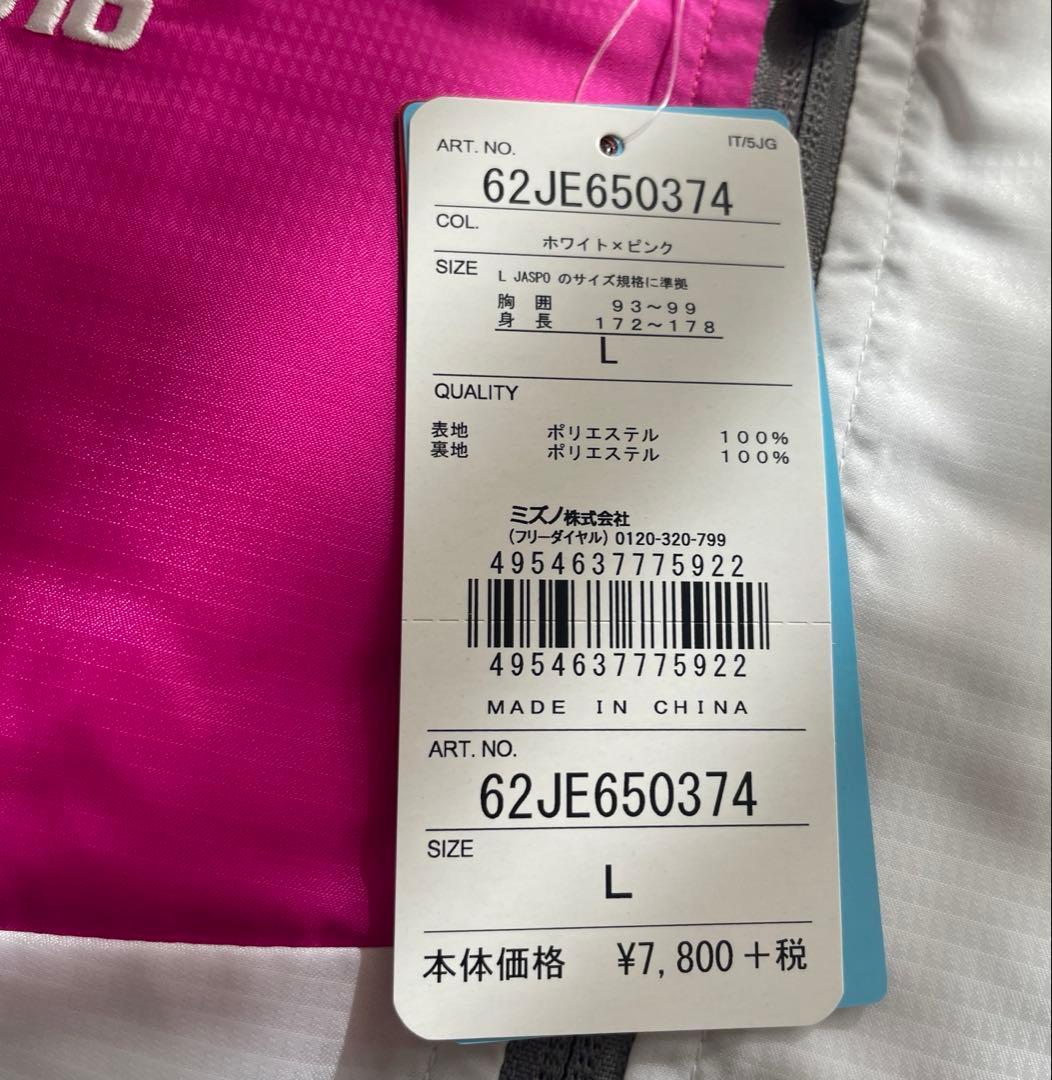 ART. NO.
IT/5JG
62JE650374
COL.
ホワイト×ピンク
SIZE L JASPO のサイズ規格に準拠
胸 囲 93~99
身 長 172~178
L
QUALITY
表地 ポリエステル 100%
裏地 ポリエステル 100%
ミズノ株式会社
(フリーダイヤル) 0120-320-799
4954637775922
4954637775922
MADE IN CHINA
ART. NO.
62JE650374
SIZE
L
本体価格 ¥7,800+税